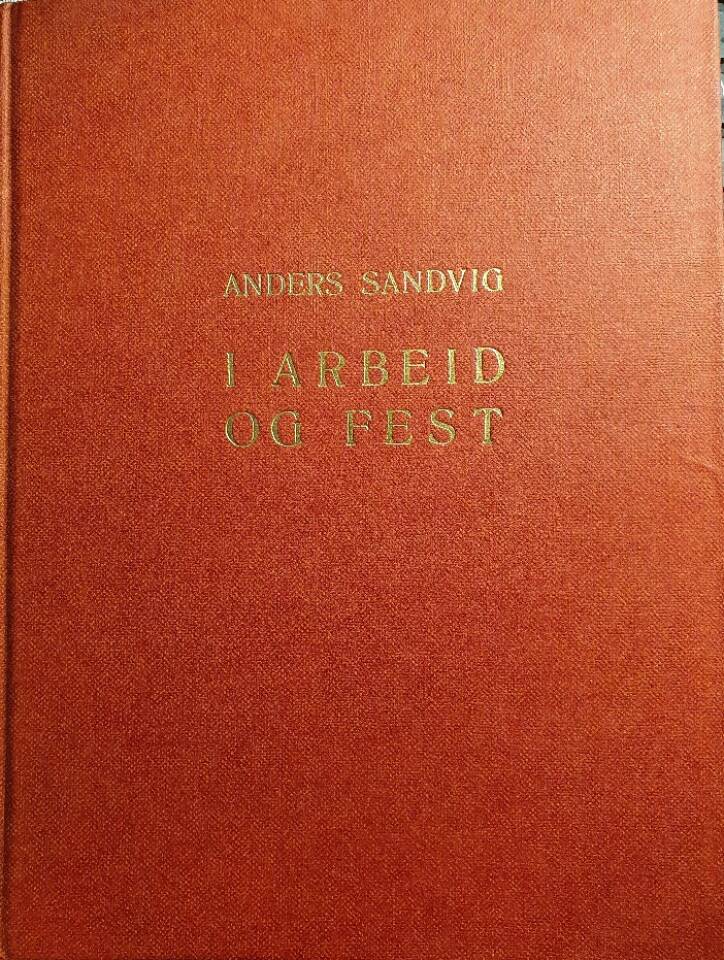 ANDERS SANDVIG
I ARBEID
OG FEST